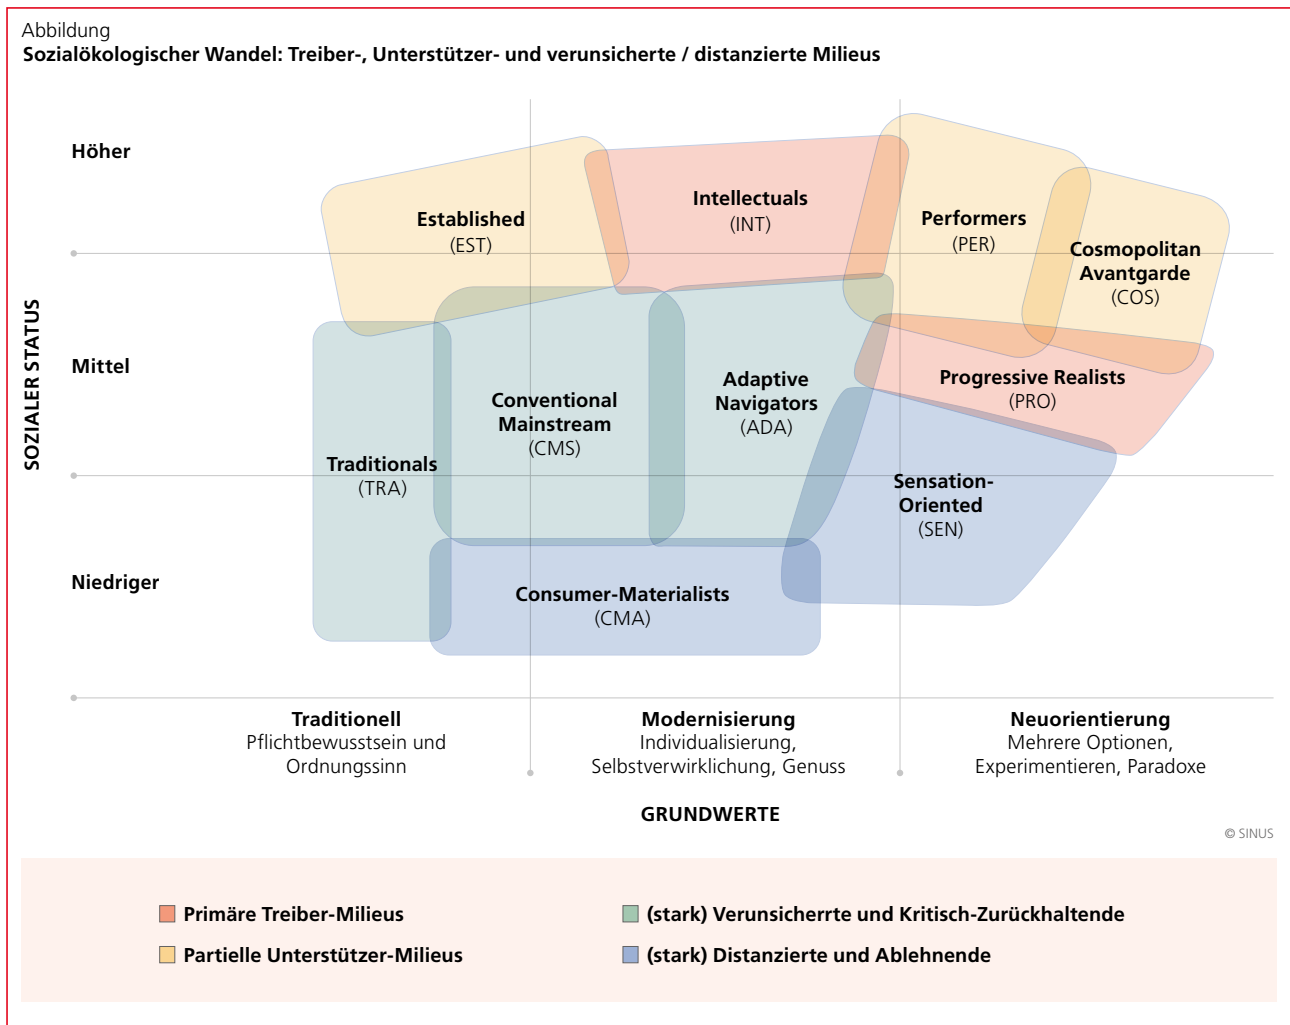 Abbildung
Sozialökologischer Wandel: Treiber-, Unterstützer- und verunsicherte / distanzierte Milieus
SOZIALER STATUS
Höher
Mittel
Niedriger
Established
(EST)
Intellectuals
(INT)
Performers
(PER)
Cosmopolitan
Avantgarde
(COS)
Progressive Realists
(PRO)
Adaptive
Navigators
(ADA)
Conventional
Mainstream
(CMS)
Traditionals
(TRA)
Sensation-
Oriented
(SEN)
Consumer-Materialists
(CMA)
Traditionell
Pflichtbewusstsein und
Ordnungssinn
Modernisierung
Individualisierung,
Selbstverwirklichung, Genuss
Neuorientierung
Mehrere Optionen,
Experimentieren, Paradoxe
GRUNDWERTE
© SINUS
Primäre Treiber-Milieus
Partielle Unterstützer-Milieus
(stark) Verunsicherrte und Kritisch-Zurückhaltende
(stark) Distanzierte und Ablehnende